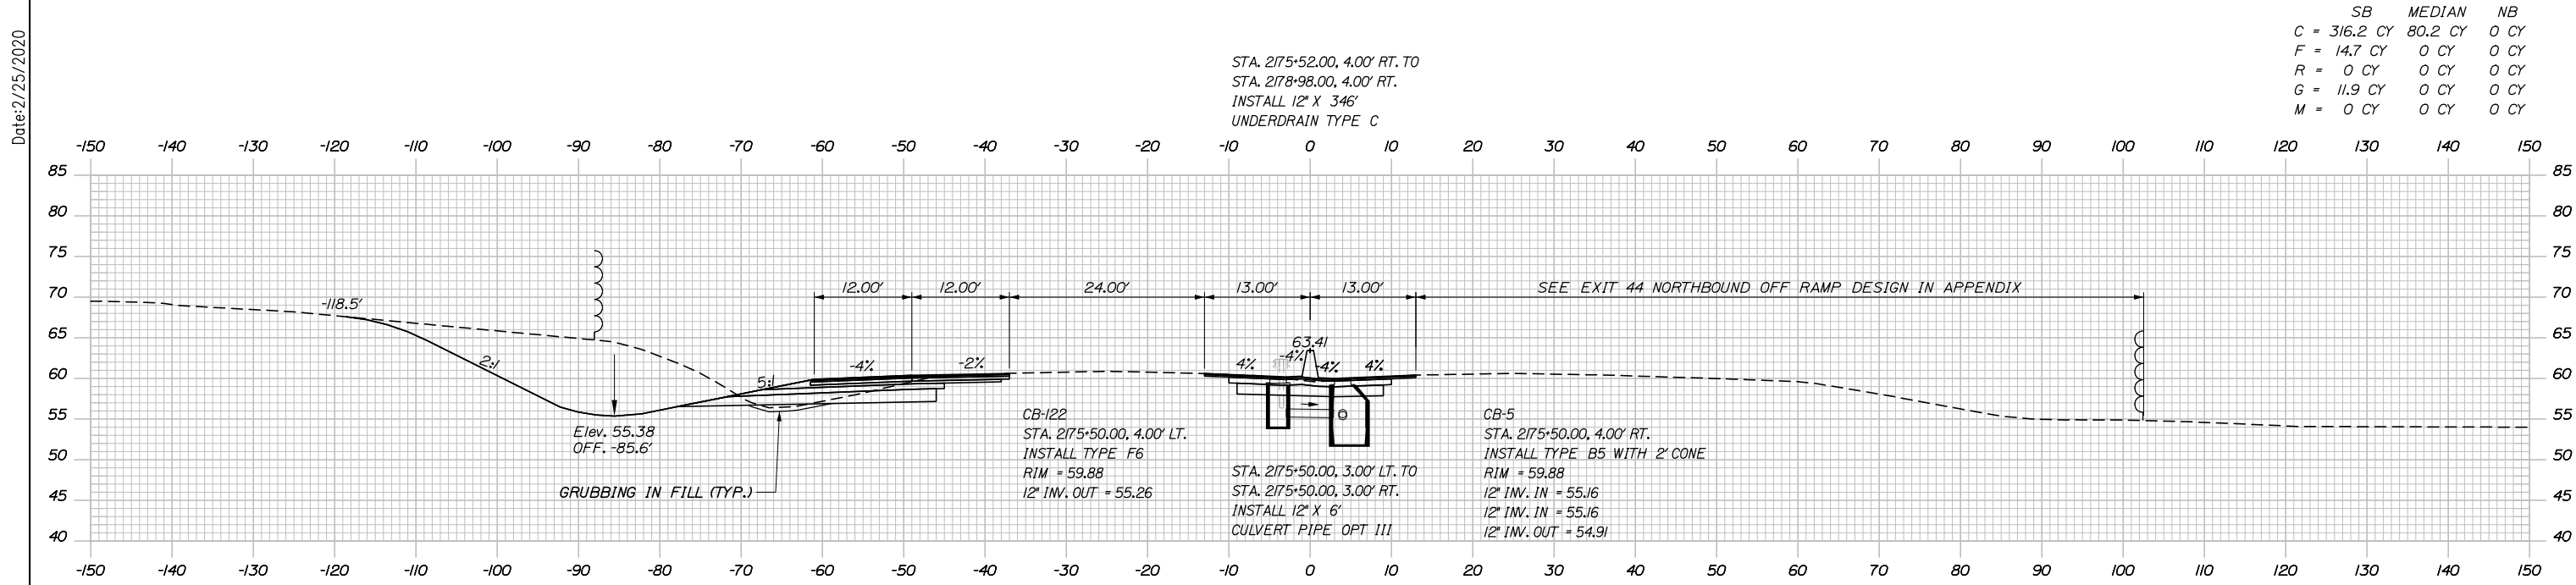 Date:2/25/2020
SB MEDIAN NB
C = 316.2 CY 80.2 CY 0 CY
F = 14.7 CY 0 CY 0 CY
R = 0 CY 0 CY 0 CY
G = 11.9 CY 0 CY 0 CY
M = 0 CY 0 CY 0 CY
STA. 2175+52.00, 4.00' RT. TO
STA. 2178+98.00, 4.00' RT.
INSTALL 12" X 346'
UNDERDRAIN TYPE C
-150 -140 -130 -120 -110 -100 -90 -80 -70 -60 -50 -40 -30 -20 -10 0 10 20 30 40 50 60 70 80 90 100 110 120 130 140 150
85 85
80 80
75 75
70 70
65 65
60 60
55 55
50 50
45 45
40 40
12.00' 12.00' 24.00' 13.00' 13.00' SEE EXIT 44 NORTHBOUND OFF RAMP DESIGN IN APPENDIX
-118.5'
2:1
5:1
-4% -2%
63.41
4% -4% -4% 4%
Elev. 55.38
OFF. -85.6'
GRUBBING IN FILL (TYP.)
CB-122
STA. 2175+50.00, 4.00' LT.
INSTALL TYPE F6
RIM = 59.88
12" INV. OUT = 55.26
STA. 2175+50.00, 3.00' LT. TO
STA. 2175+50.00, 3.00' RT.
INSTALL 12" X 6'
CULVERT PIPE OPT III
CB-5
STA. 2175+50.00, 4.00' RT.
INSTALL TYPE B5 WITH 2' CONE
RIM = 59.88
12" INV. IN = 55.16
12" INV. IN = 55.16
12" INV. OUT = 54.91
-150 -140 -130 -120 -110 -100 -90 -80 -70 -60 -50 -40 -30 -20 -10 0 10 20 30 40 50 60 70 80 90 100 110 120 130 140 150